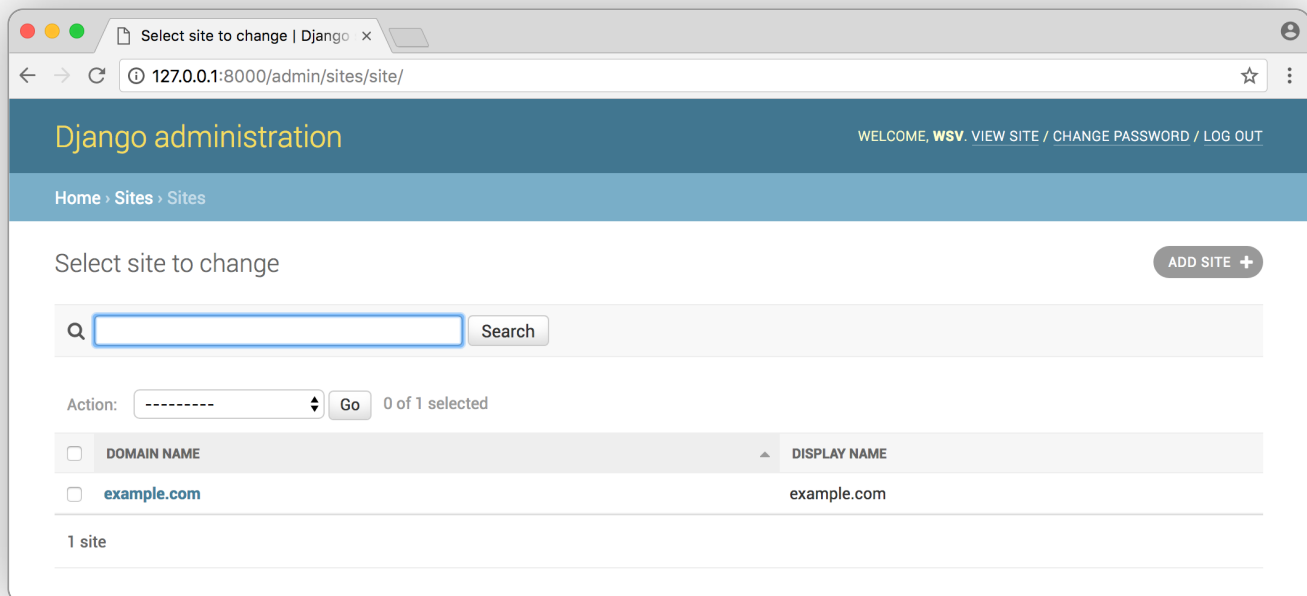 Select site to change | Django
127.0.0.1:8000/admin/sites/site/
Django administration
WELCOME, WSV. VIEW SITE / CHANGE PASSWORD / LOG OUT
Home › Sites › Sites
Select site to change
ADD SITE +
Search
Action: --------- Go 0 of 1 selected
DOMAIN NAME DISPLAY NAME
example.com example.com
1 site